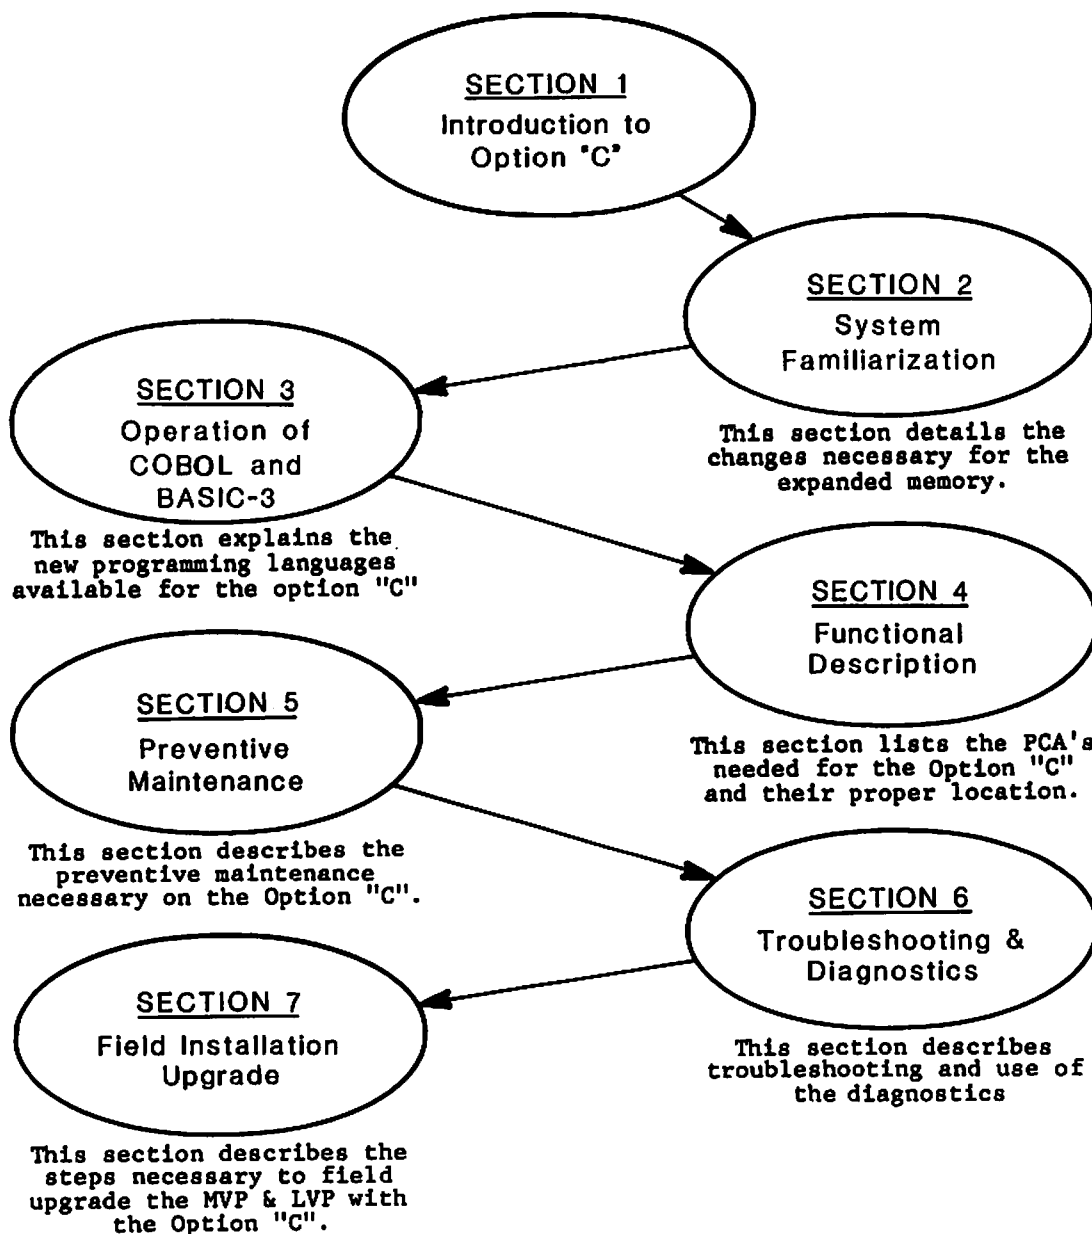 SECTION 1
Introduction to
Option "C"
SECTION 2
System
Familiarization
This section details the
changes necessary for the
expanded memory.
SECTION 3
Operation of
COBOL and
BASIC-3
This section explains the
new programming languages
available for the option "C"
SECTION 4
Functional
Description
This section lists the PCA's
needed for the Option "C"
and their proper location.
SECTION 5
Preventive
Maintenance
This section describes the
preventive maintenance
necessary on the Option "C".
SECTION 6
Troubleshooting &
Diagnostics
This section describes
troubleshooting and use of
the diagnostics
SECTION 7
Field Installation
Upgrade
This section describes the
steps necessary to field
upgrade the MVP & LVP with
the Option "C".